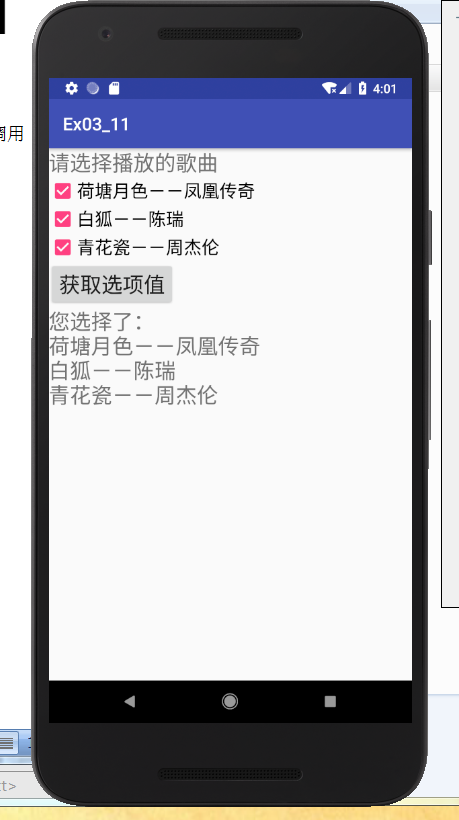 调用
4:01
Ex03_11
请选择播放的歌曲
荷塘月色——凤凰传奇
白狐——陈瑞
青花瓷——周杰伦
获取选项值
您选择了：
荷塘月色——凤凰传奇
白狐——陈瑞
青花瓷——周杰伦
t>